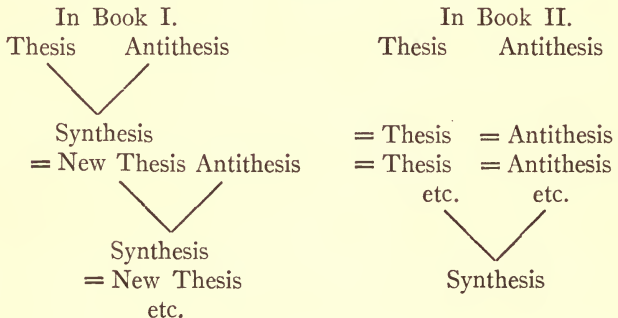 In Book I.
Thesis Antithesis
Synthesis
= New Thesis Antithesis
Synthesis
= New Thesis
etc.
In Book II.
Thesis Antithesis
= Thesis = Antithesis
= Thesis = Antithesis
etc. etc.
Synthesis